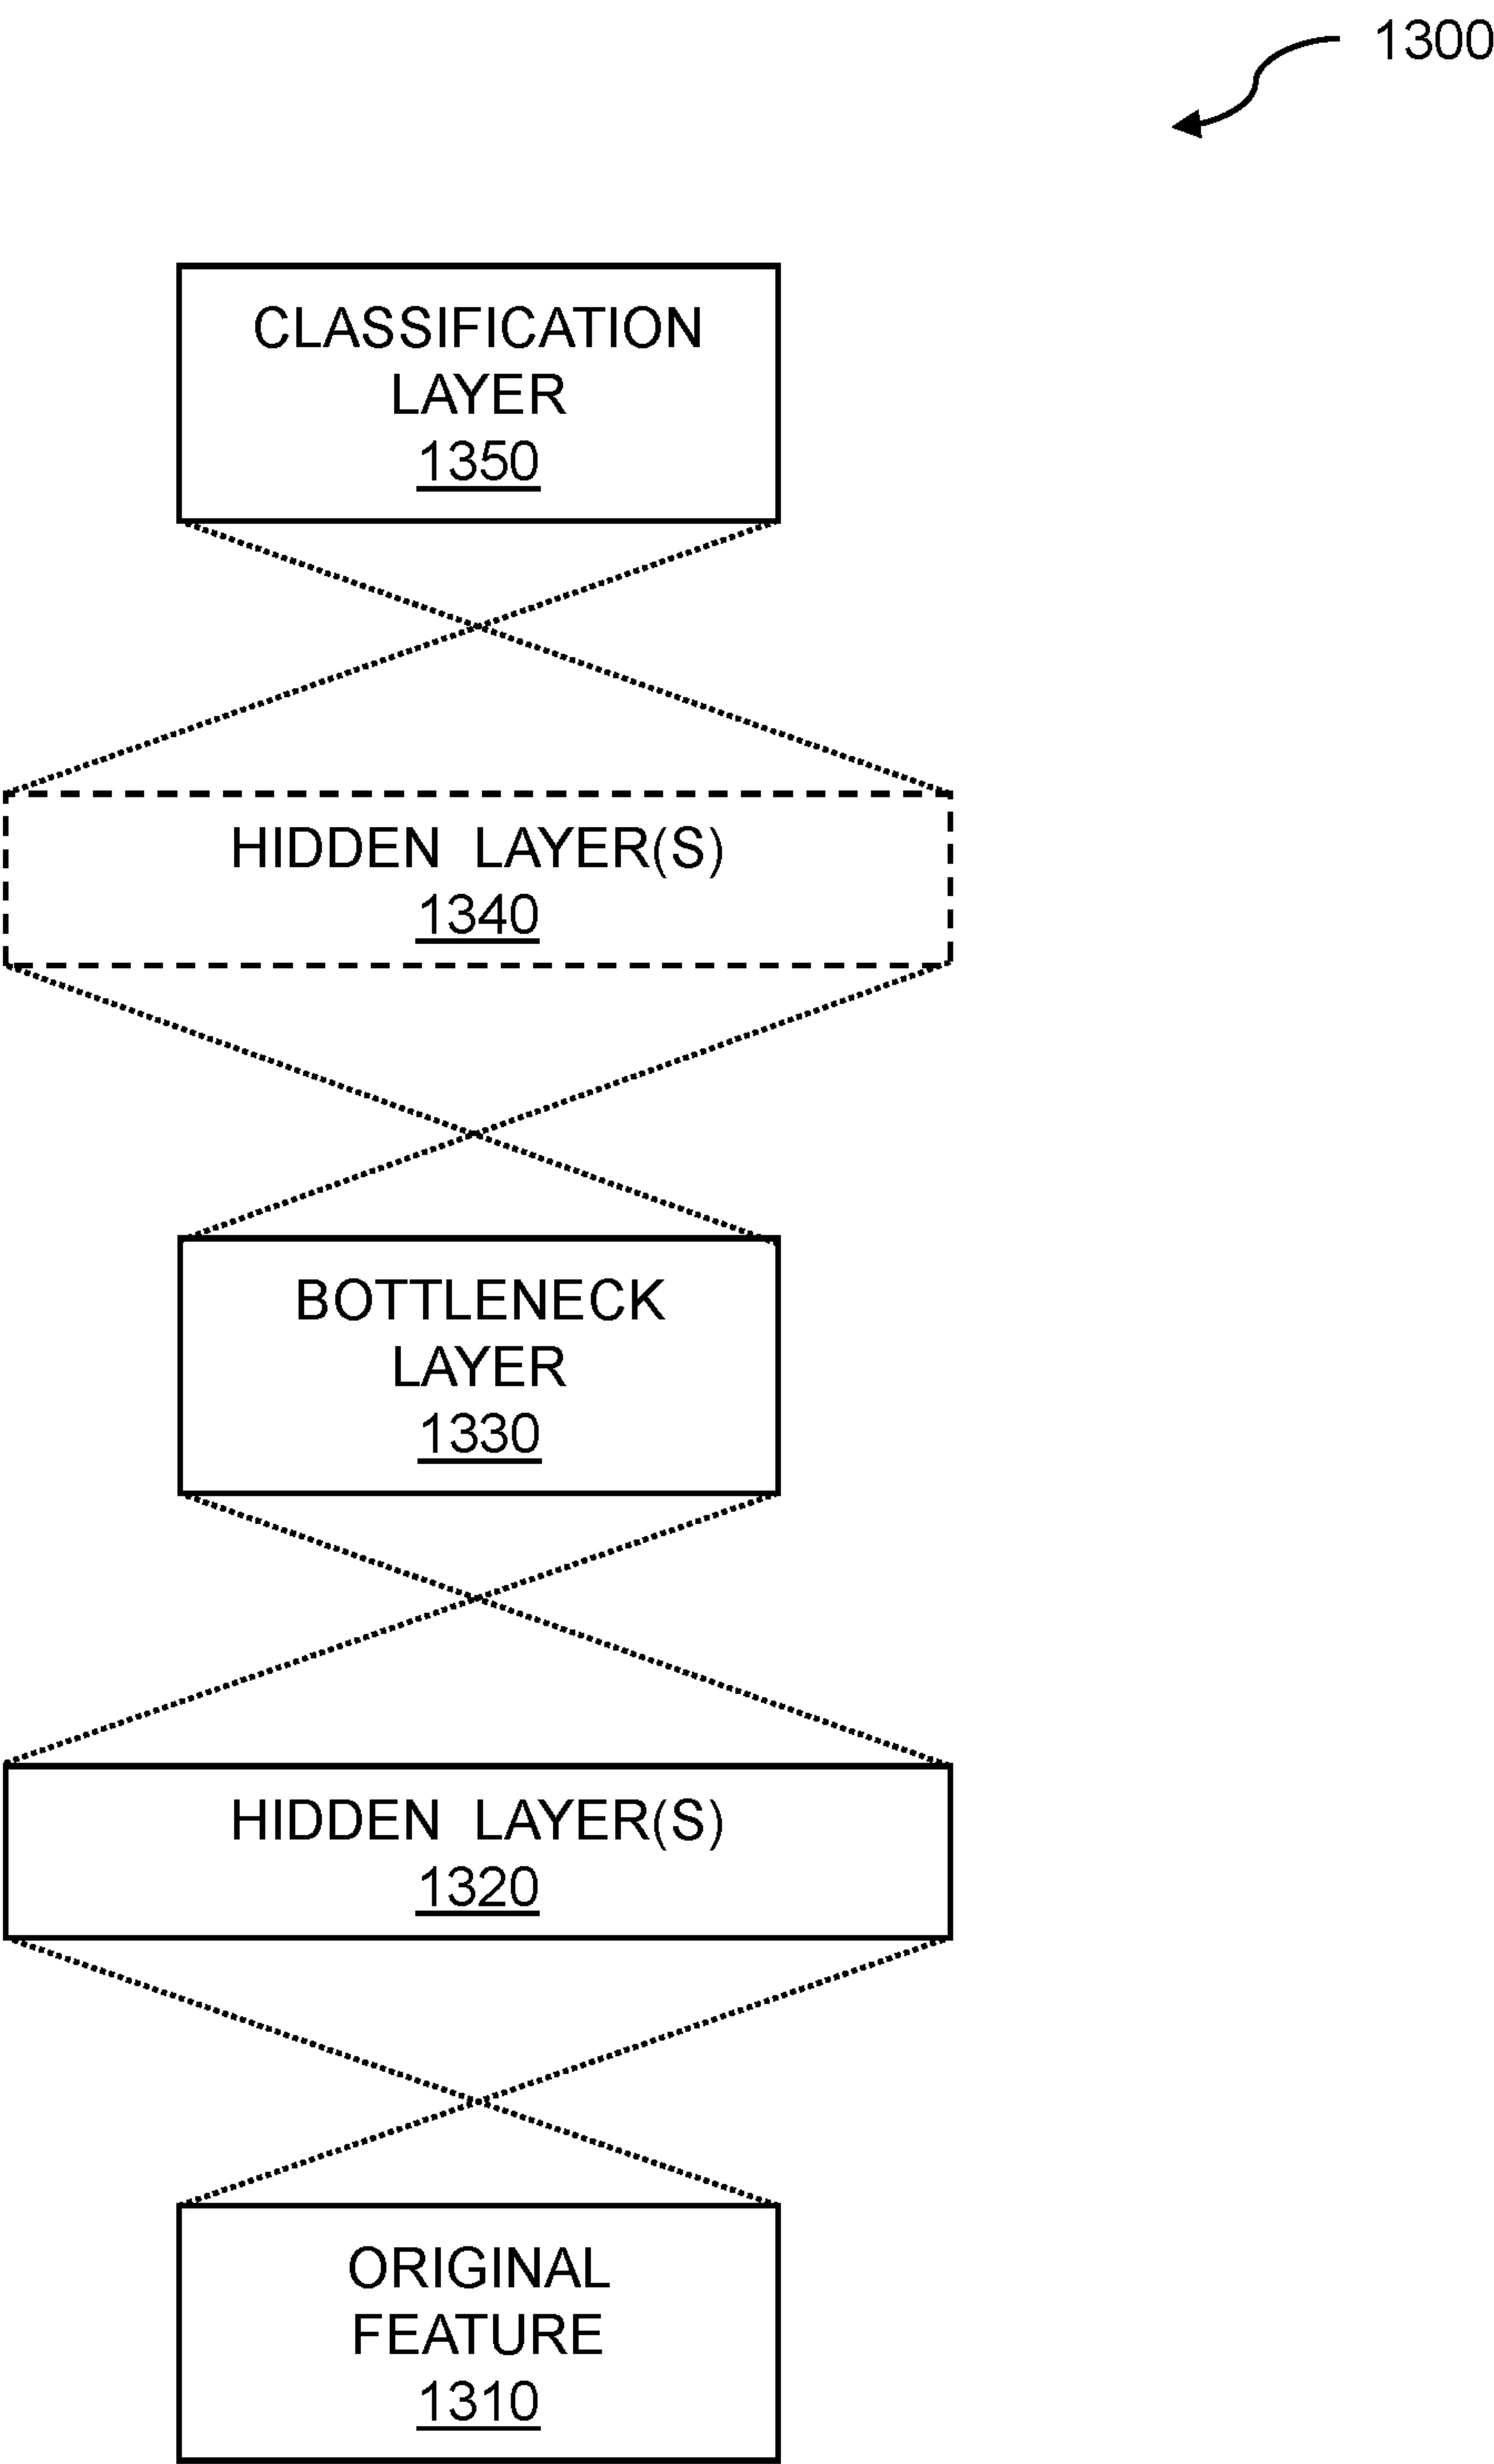 1300
CLASSIFICATION
LAYER
1350
HIDDEN LAYER(S)
1340
BOTTLENECK
LAYER
1330
HIDDEN LAYER(S)
1320
ORIGINAL
FEATURE
1310